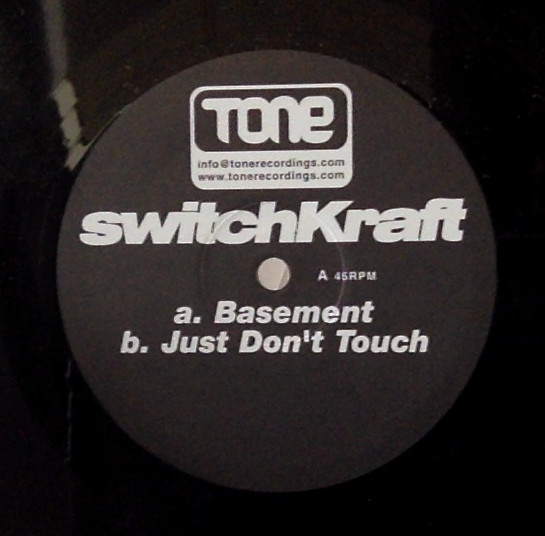 TONE
info@tonerecordings.com
www.tonerecordings.com
switchKraft
A 45RPM
a. Basement
b. Just Don't Touch